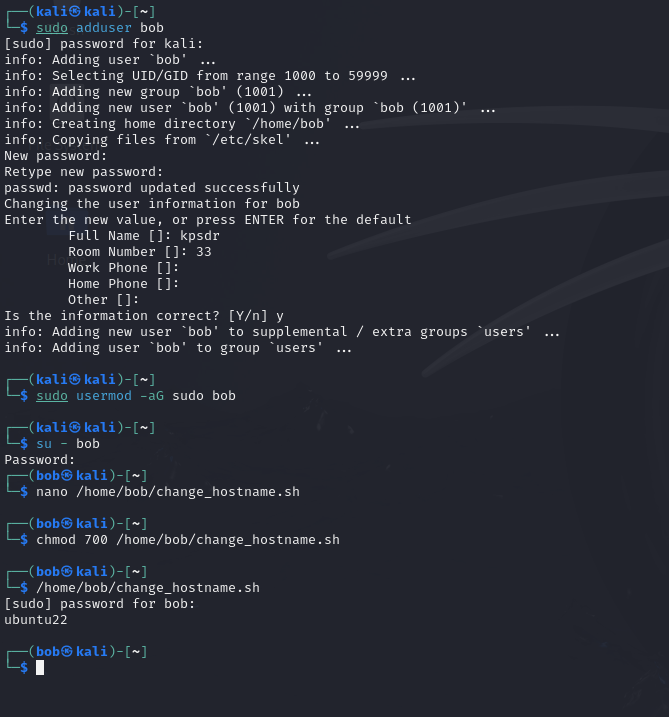 ┌──(kali㉿kali)-[~]
└─$ sudo adduser bob
[sudo] password for kali:
info: Adding user `bob' ...
info: Selecting UID/GID from range 1000 to 59999 ...
info: Adding new group `bob' (1001) ...
info: Adding new user `bob' (1001) with group `bob (1001)' ...
info: Creating home directory `/home/bob' ...
info: Copying files from `/etc/skel' ...
New password:
Retype new password:
passwd: password updated successfully
Changing the user information for bob
Enter the new value, or press ENTER for the default
        Full Name []: kpsdr
        Room Number []: 33
        Work Phone []:
        Home Phone []:
        Other []:
Is the information correct? [Y/n] y
info: Adding new user `bob' to supplemental / extra groups `users' ...
info: Adding user `bob' to group `users' ...
┌──(kali㉿kali)-[~]
└─$ sudo usermod -aG sudo bob
┌──(kali㉿kali)-[~]
└─$ su - bob
Password:
┌──(bob㉿kali)-[~]
└─$ nano /home/bob/change_hostname.sh
┌──(bob㉿kali)-[~]
└─$ chmod 700 /home/bob/change_hostname.sh
┌──(bob㉿kali)-[~]
└─$ /home/bob/change_hostname.sh
[sudo] password for bob:
ubuntu22
┌──(bob㉿kali)-[~]
└─$